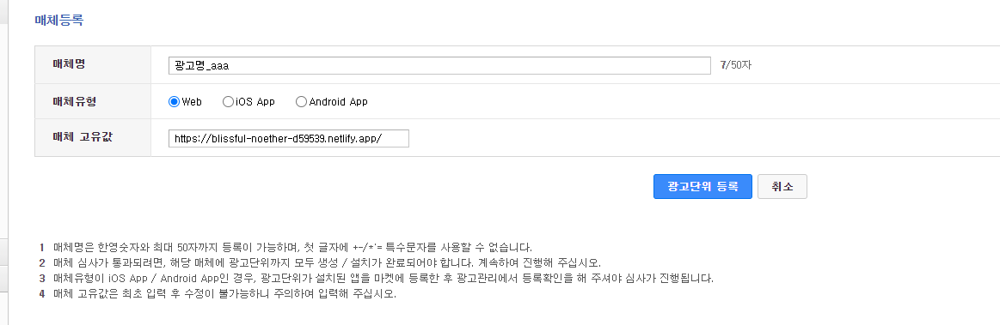 매체등록
매체명 광고명_aaa 7/50자
매체유형 Web iOS App Android App
매체 고유값 https://blissful-noether-d59539.netlify.app/
광고단위 등록 취소
1 매체명은 한영숫자와 최대 50자까지 등록이 가능하며, 첫 글자에 +-/*'= 특수문자를 사용할 수 없습니다.
2 매체 심사가 통과되려면, 해당 매체에 광고단위까지 모두 생성 / 설치가 완료되어야 합니다. 계속하여 진행해 주십시오.
3 매체유형이 iOS App / Android App인 경우, 광고단위가 설치된 앱을 마켓에 등록한 후 광고관리에서 등록확인을 해 주셔야 심사가 진행됩니다.
4 매체 고유값은 최초 입력 후 수정이 불가능하니 주의하여 입력해 주십시오.